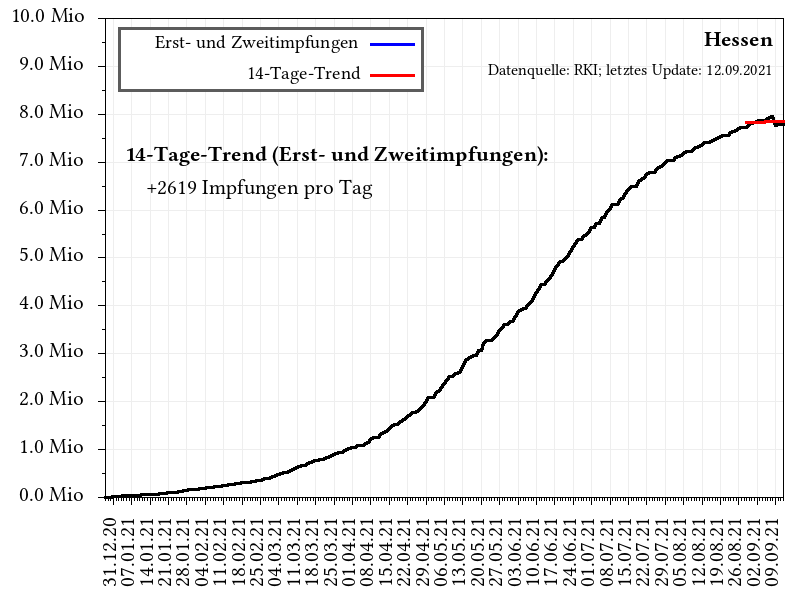 10.0 Mio
9.0 Mio
8.0 Mio
7.0 Mio
6.0 Mio
5.0 Mio
4.0 Mio
3.0 Mio
2.0 Mio
1.0 Mio
0.0 Mio
Erst- und Zweitimpfungen
14-Tage-Trend
Hessen
Datenquelle: RKI; letztes Update: 12.09.2021
14-Tage-Trend (Erst- und Zweitimpfungen):
+2619 Impfungen pro Tag
31.12.20
07.01.21
14.01.21
21.01.21
28.01.21
04.02.21
11.02.21
18.02.21
25.02.21
04.03.21
11.03.21
18.03.21
25.03.21
01.04.21
08.04.21
15.04.21
22.04.21
29.04.21
06.05.21
13.05.21
20.05.21
27.05.21
03.06.21
10.06.21
17.06.21
24.06.21
01.07.21
08.07.21
15.07.21
22.07.21
29.07.21
05.08.21
12.08.21
19.08.21
26.08.21
02.09.21
09.09.21